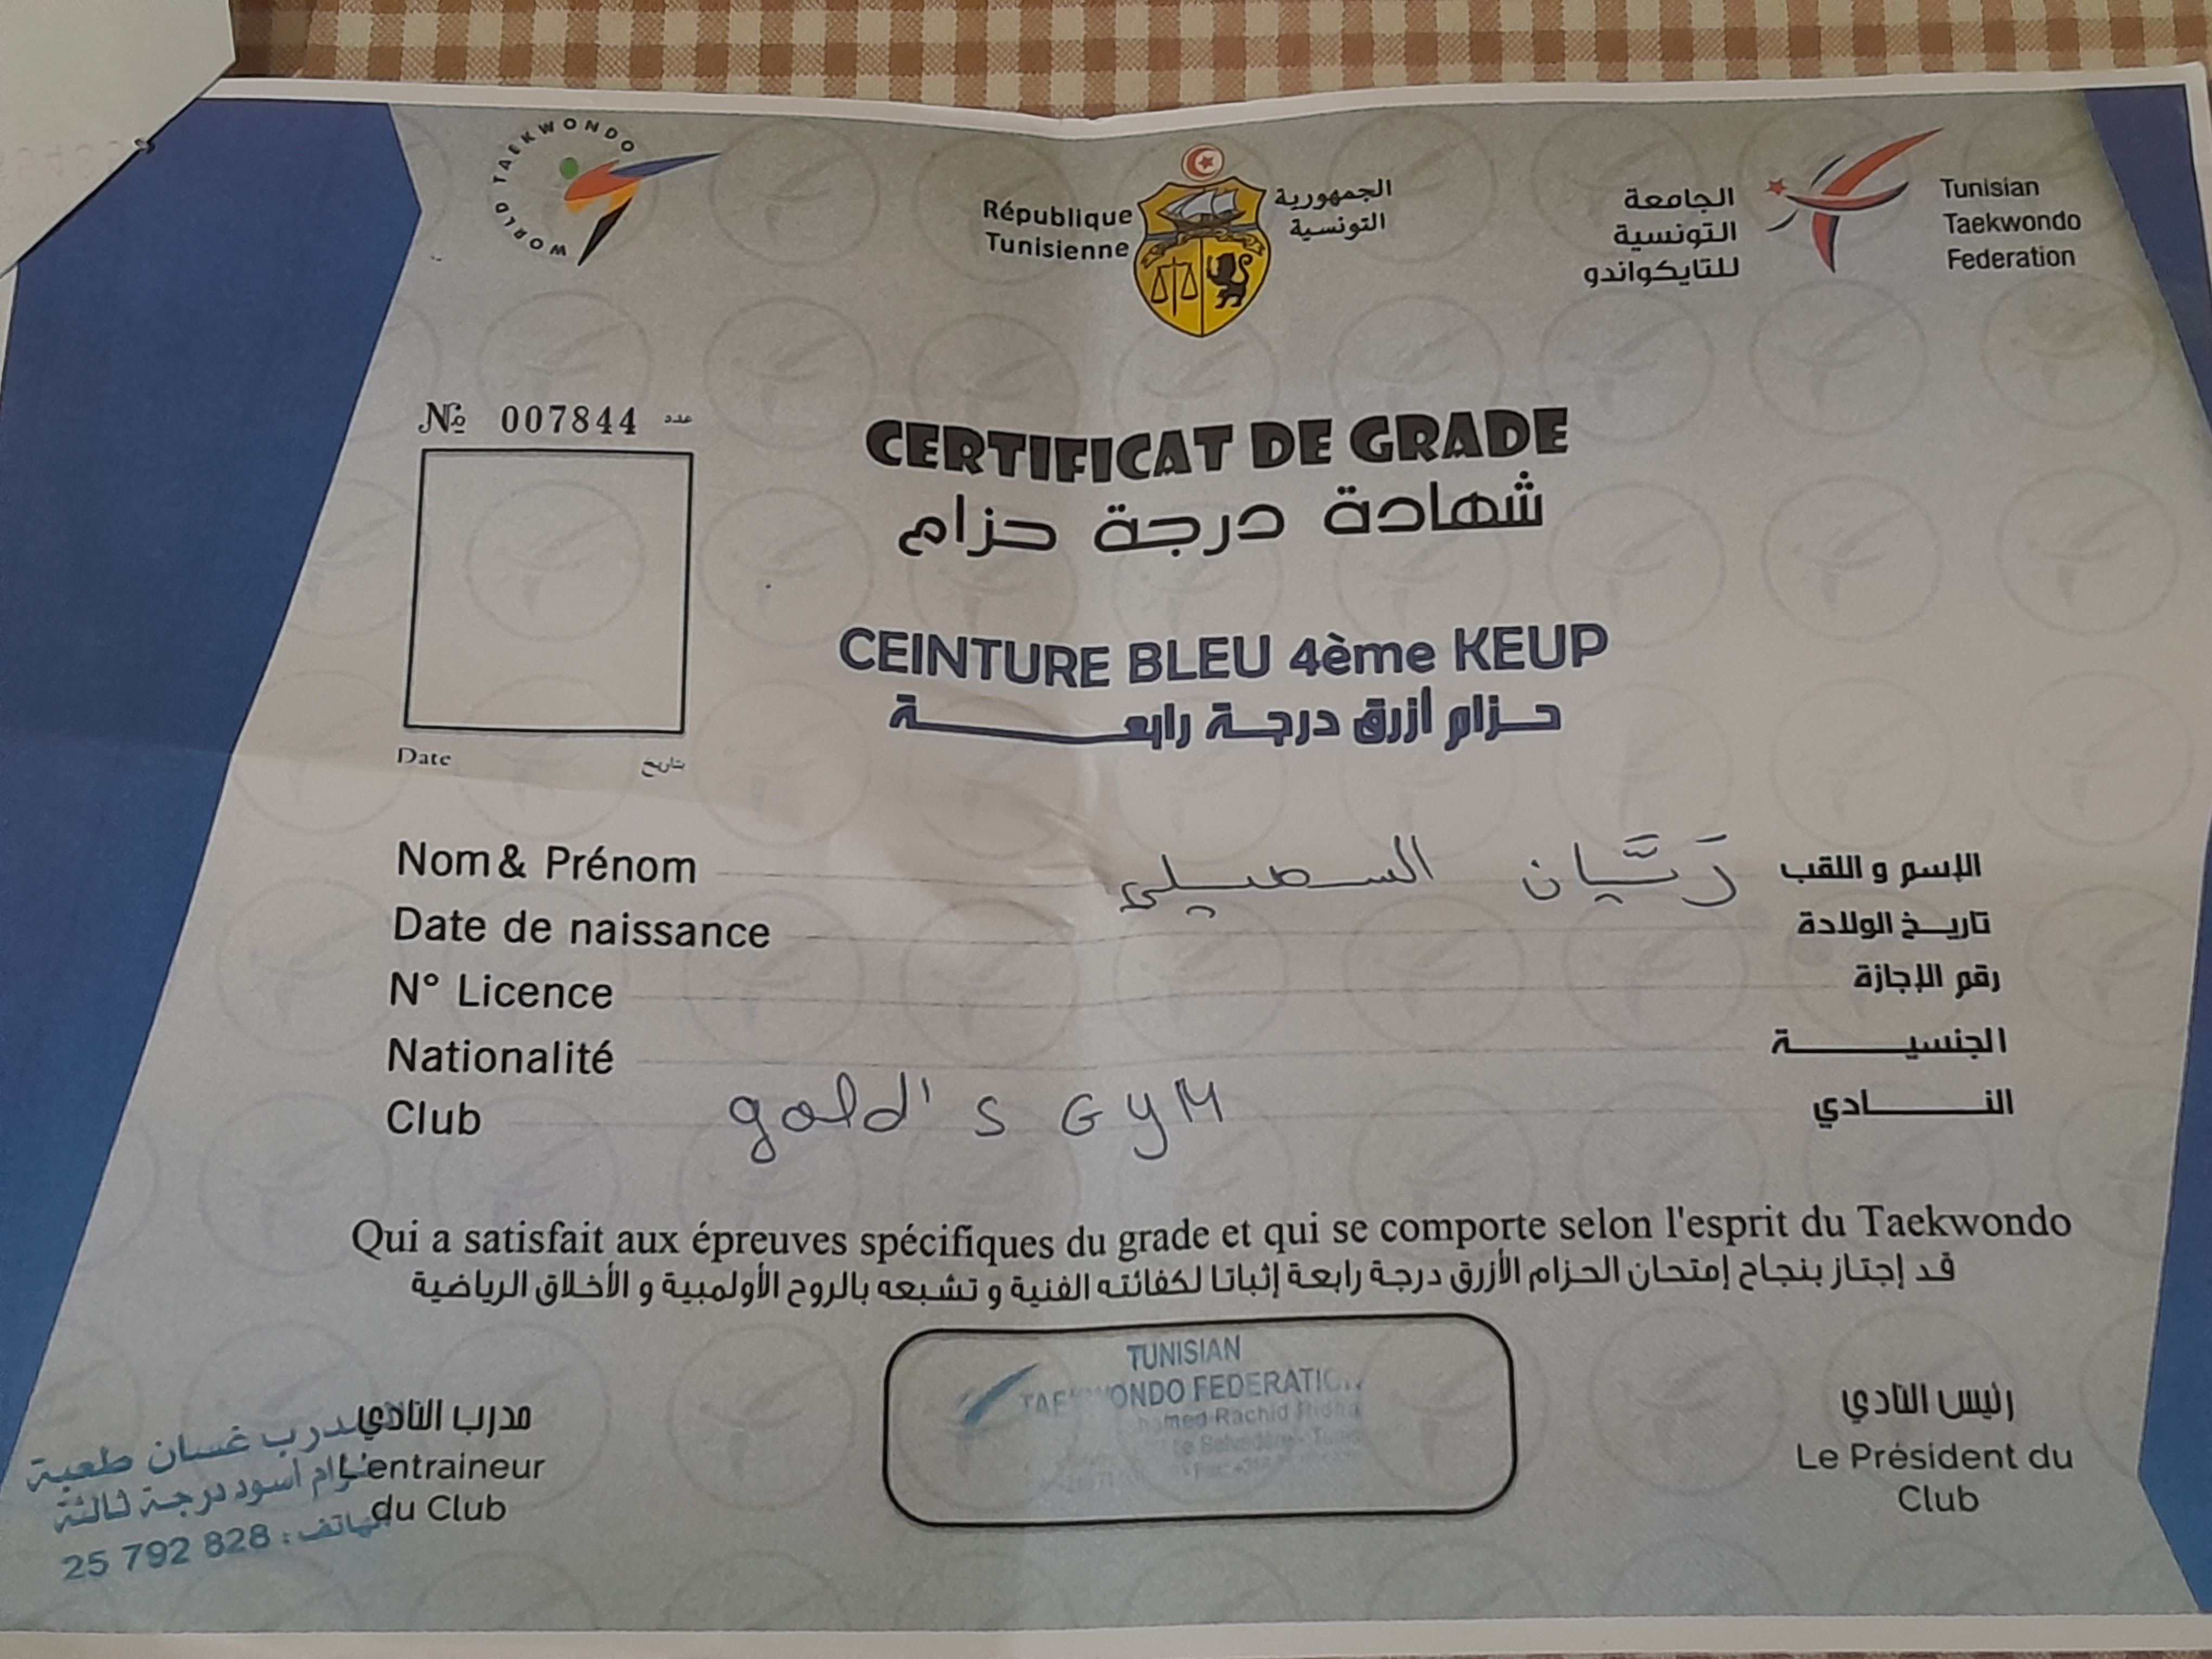 WORLD TAEKWONDO
République
Tunisienne
الجمهورية
التونسية
الجامعة
التونسية
للتايكواندو
Tunisian
Taekwondo
Federation
№ 007844 عدد
CERTIFICAT DE GRADE
شهادة درجة حزام
CEINTURE BLEU 4ème KEUP
حزام أزرق درجة رابعة
Date بتاريخ
Nom & Prénom رَيَّان السميلي الإسم و اللقب
Date de naissance تاريخ الولادة
N° Licence رقم الإجازة
Nationalité الجنسية
Club gold's GYM النادي
Qui a satisfait aux épreuves spécifiques du grade et qui se comporte selon l'esprit du Taekwondo
قد إجتاز بنجاح إمتحان الحزام الأزرق درجة رابعة إثباتا لكفائته الفنية و تشبعه بالروح الأولمبية و الأخلاق الرياضية
مدرب النادي
L'entraineur
du Club
المدرب غسان طعبة
حزام أسود درجة ثالثة
الهاتف : 25 792 828
TUNISIAN
TAEKWONDO FEDERATION
Rachid Ridha
رئيس النادي
Le Président du
Club